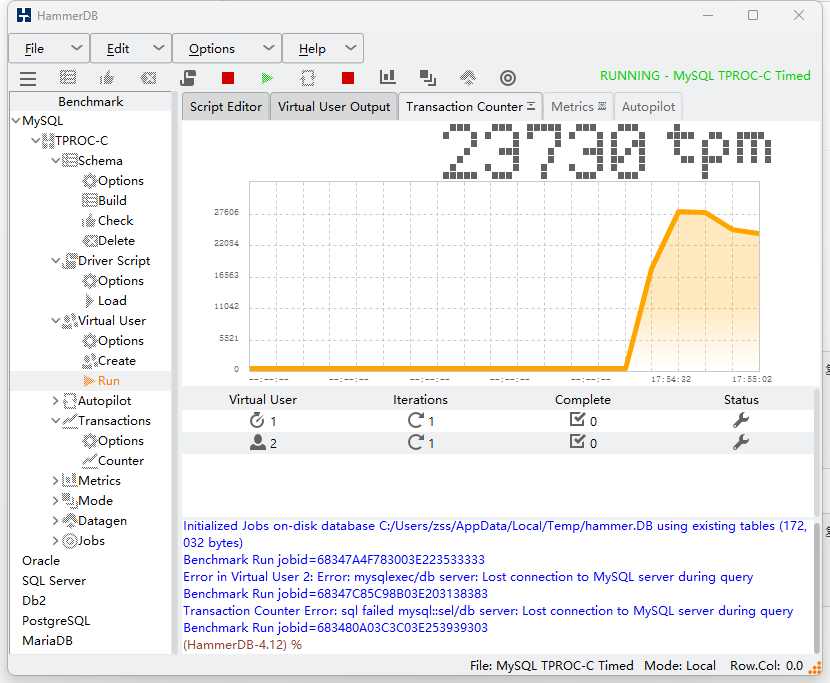 HammerDB
File Edit Options Help
RUNNING - MySQL TPROC-C Timed
Benchmark
MySQL
TPROC-C
Schema
Options
Build
Check
Delete
Driver Script
Options
Load
Virtual User
Options
Create
Run
Autopilot
Transactions
Options
Counter
Metrics
Mode
Datagen
Jobs
Oracle
SQL Server
Db2
PostgreSQL
MariaDB
Script Editor Virtual User Output Transaction Counter Metrics Autopilot
23730 tpm
27606
22084
16563
11042
5521
0
--:--:-- --:--:-- --:--:-- --:--:-- --:--:-- 17:54:32 17:55:02
Virtual User Iterations Complete Status
1 1 0
2 1 0
Initialized Jobs on-disk database C:/Users/zss/AppData/Local/Temp/hammer.DB using existing tables (172,
032 bytes)
Benchmark Run jobid=68347A4F783003E223533333
Error in Virtual User 2: Error: mysqlexec/db server: Lost connection to MySQL server during query
Benchmark Run jobid=68347C85C98B03E203138383
Transaction Counter Error: sql failed mysql::sel/db server: Lost connection to MySQL server during query
Benchmark Run jobid=683480A03C3C03E253939303
(HammerDB-4.12) %
File: MySQL TPROC-C Timed Mode: Local Row.Col: 0.0